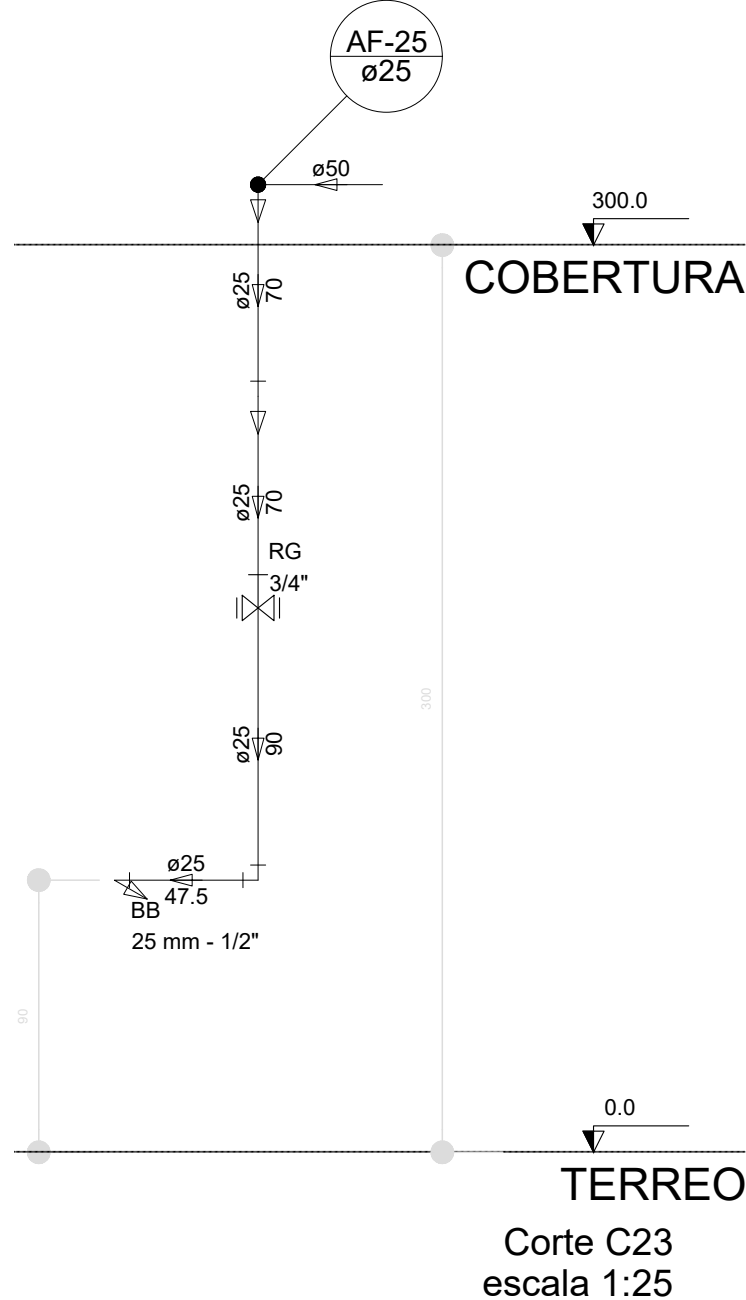 AF-25
ø25
ø50
300.0
COBERTURA
ø25
70
ø25
70
RG
3/4"
300
ø25
90
ø25
47.5
BB
25 mm - 1/2"
90
0.0
TERREO
Corte C23
escala 1:25